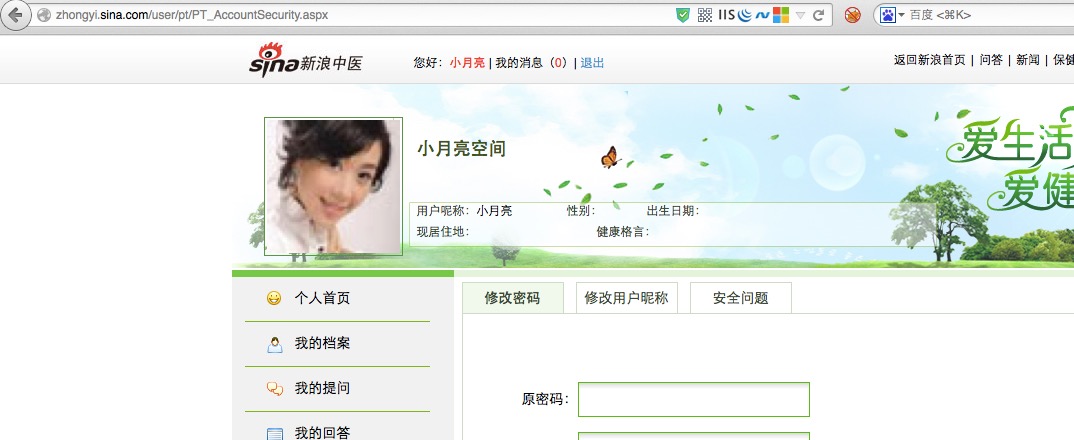 zhongyi.sina.com/user/pt/PT_AccountSecurity.aspx IIS 百度 <⌘K>
sina新浪中医 您好：小月亮 | 我的消息（0）| 退出 返回新浪首页 | 问答 | 新闻 | 保健
小月亮空间
爱生活
爱健
用户昵称：小月亮 性别： 出生日期：
现居住地： 健康格言：
个人首页
我的档案
我的提问
我的回答
修改密码 修改用户昵称 安全问题
原密码：